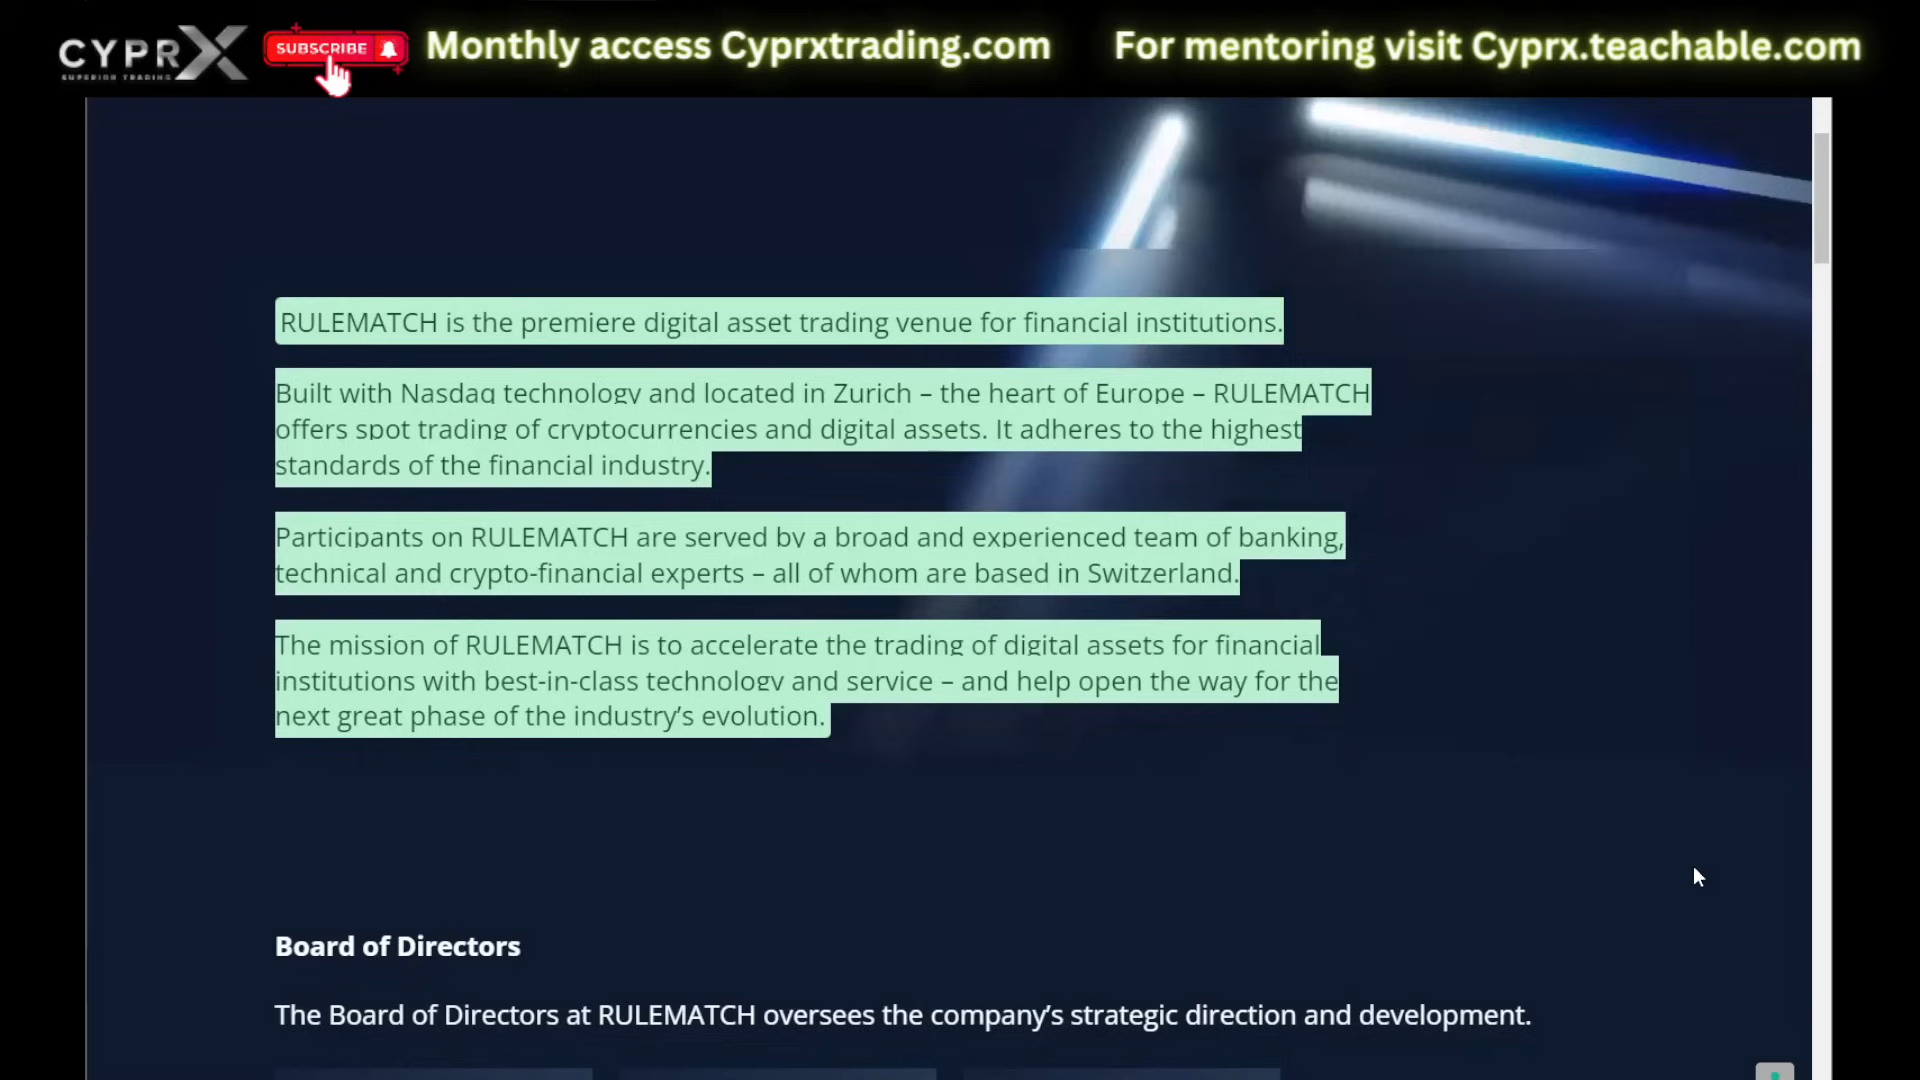 CYPRX
SUPERIOR TRADING
SUBSCRIBE
Monthly access Cyprxtrading.com
For mentoring visit Cyprx.teachable.com
RULEMATCH is the premiere digital asset trading venue for financial institutions.
Built with Nasdaq technology and located in Zurich – the heart of Europe – RULEMATCH
offers spot trading of cryptocurrencies and digital assets. It adheres to the highest
standards of the financial industry.
Participants on RULEMATCH are served by a broad and experienced team of banking,
technical and crypto-financial experts – all of whom are based in Switzerland.
The mission of RULEMATCH is to accelerate the trading of digital assets for financial
institutions with best-in-class technology and service – and help open the way for the
next great phase of the industry’s evolution.
Board of Directors
The Board of Directors at RULEMATCH oversees the company’s strategic direction and development.